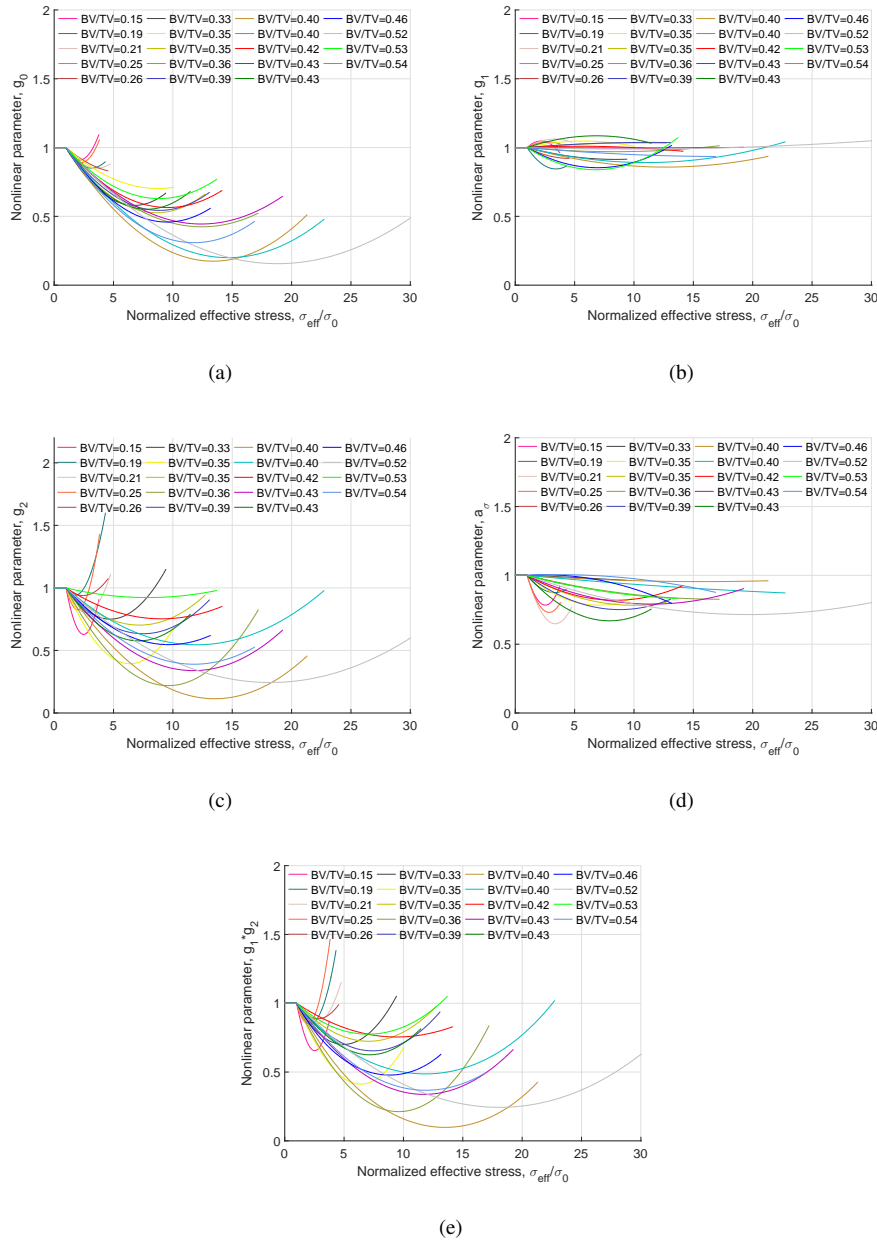 Nonlinear parameter, g0
2
1.5
1
0.5
0
BV/TV=0.15 BV/TV=0.33 BV/TV=0.40 BV/TV=0.46
BV/TV=0.19 BV/TV=0.35 BV/TV=0.40 BV/TV=0.52
BV/TV=0.21 BV/TV=0.35 BV/TV=0.42 BV/TV=0.53
BV/TV=0.25 BV/TV=0.36 BV/TV=0.43 BV/TV=0.54
BV/TV=0.26 BV/TV=0.39 BV/TV=0.43
0 5 10 15 20 25 30
Normalized effective stress, σeff/σ0
(a)
Nonlinear parameter, g1
2
1.5
1
0.5
0
BV/TV=0.15 BV/TV=0.33 BV/TV=0.40 BV/TV=0.46
BV/TV=0.19 BV/TV=0.35 BV/TV=0.40 BV/TV=0.52
BV/TV=0.21 BV/TV=0.35 BV/TV=0.42 BV/TV=0.53
BV/TV=0.25 BV/TV=0.36 BV/TV=0.43 BV/TV=0.54
BV/TV=0.26 BV/TV=0.39 BV/TV=0.43
0 5 10 15 20 25 30
Normalized effective stress, σeff/σ0
(b)
Nonlinear parameter, g2
2
1.5
1
0.5
0
BV/TV=0.15 BV/TV=0.33 BV/TV=0.40 BV/TV=0.46
BV/TV=0.19 BV/TV=0.35 BV/TV=0.40 BV/TV=0.52
BV/TV=0.21 BV/TV=0.35 BV/TV=0.42 BV/TV=0.53
BV/TV=0.25 BV/TV=0.36 BV/TV=0.43 BV/TV=0.54
BV/TV=0.26 BV/TV=0.39 BV/TV=0.43
0 5 10 15 20 25 30
Normalized effective stress, σeff/σ0
(c)
Nonlinear parameter, aσ
2
1.5
1
0.5
0
BV/TV=0.15 BV/TV=0.33 BV/TV=0.40 BV/TV=0.46
BV/TV=0.19 BV/TV=0.35 BV/TV=0.40 BV/TV=0.52
BV/TV=0.21 BV/TV=0.35 BV/TV=0.42 BV/TV=0.53
BV/TV=0.25 BV/TV=0.36 BV/TV=0.43 BV/TV=0.54
BV/TV=0.26 BV/TV=0.39 BV/TV=0.43
0 5 10 15 20 25 30
Normalized effective stress, σeff/σ0
(d)
Nonlinear parameter, g1*g2
2
1.5
1
0.5
0
BV/TV=0.15 BV/TV=0.33 BV/TV=0.40 BV/TV=0.46
BV/TV=0.19 BV/TV=0.35 BV/TV=0.40 BV/TV=0.52
BV/TV=0.21 BV/TV=0.35 BV/TV=0.42 BV/TV=0.53
BV/TV=0.25 BV/TV=0.36 BV/TV=0.43 BV/TV=0.54
BV/TV=0.26 BV/TV=0.39 BV/TV=0.43
0 5 10 15 20 25 30
Normalized effective stress, σeff/σ0
(e)